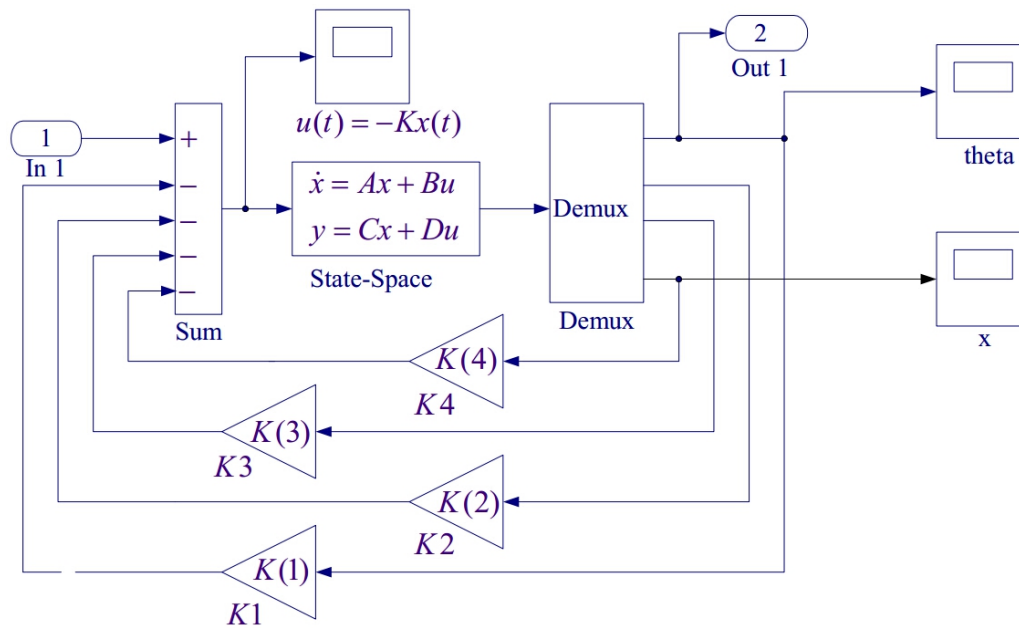 2
Out 1
u(t) = −Kx(t)
1
In 1
+
−
−
−
−
Sum
ẋ = Ax + Bu
y = Cx + Du
State-Space
Demux
Demux
theta
x
K(4)
K4
K(3)
K3
K(2)
K2
K(1)
K1